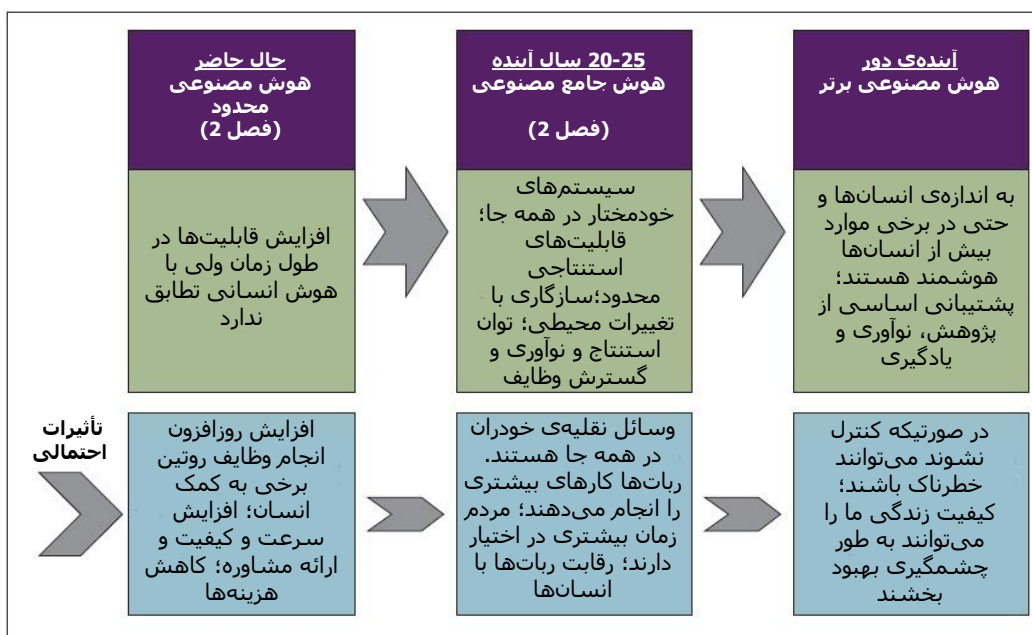 حال حاضر
هوش مصنوعی
محدود
(فصل 2)
20-25 سال آینده
هوش جامع مصنوعی
(فصل 2)
آینده‌ی دور
هوش مصنوعی برتر
افزایش قابلیت‌ها در
طول زمان ولی با
هوش انسانی تطابق
ندارد
سیستم‌های
خودمختار در همه جا؛
قابلیت‌های
استنتاجی
محدود؛سازگاری با
تغییرات محیطی؛ توان
استنتاج و نوآوری و
گسترش وظایف
به اندازه‌ی انسان‌ها و
حتی در برخی موارد
بیش از انسان‌ها
هوشمند هستند؛
پشتیبانی اساسی از
پژوهش، نوآوری و
یادگیری
تأثیرات
احتمالی
افزایش روزافزون
انجام وظایف روتین
برخی به کمک
انسان؛ افزایش
سرعت و کیفیت و
ارائه مشاوره؛ کاهش
هزینه‌ها
وسائل نقلیه‌ی خودران
در همه جا هستند.
ربات‌ها کارهای بیشتری
را انجام می‌دهند؛ مردم
زمان بیشتری در اختیار
دارند؛ رقابت ربات‌ها با
انسان‌ها
در صورتیکه کنترل
نشوند می‌توانند
خطرناک باشند؛
کیفیت زندگی ما را
می‌توانند به طور
چشمگیری بهبود
بخشند